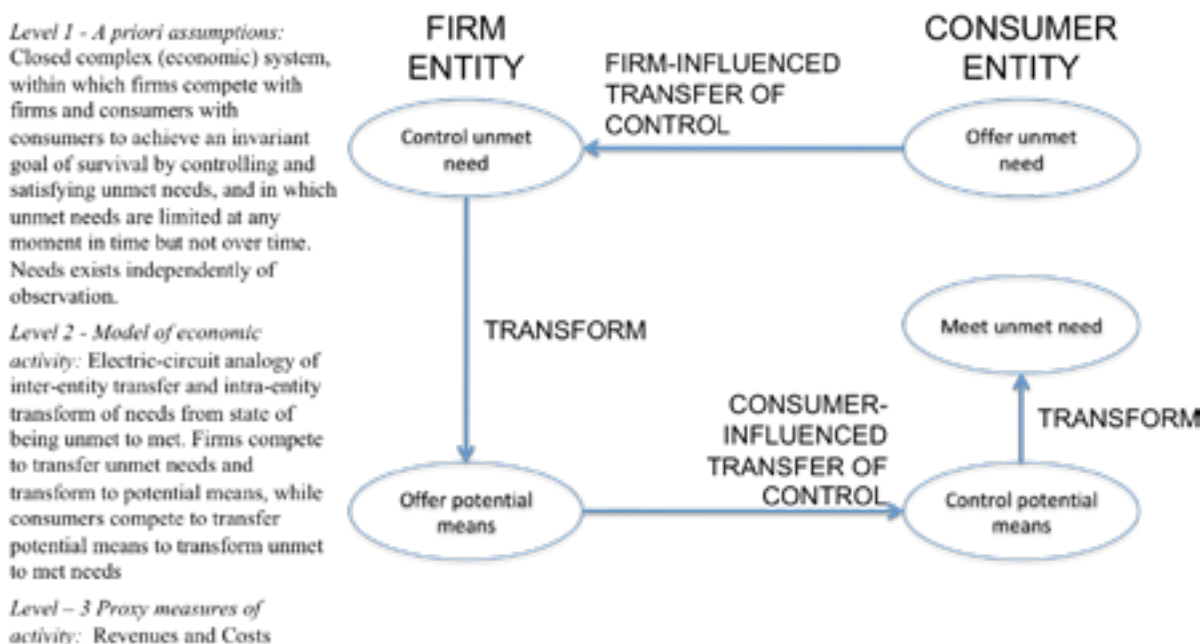 Level 1 - A priori assumptions:
Closed complex (economic) system,
within which firms compete with
firms and consumers with
consumers to achieve an invariant
goal of survival by controlling and
satisfying unmet needs, and in which
unmet needs are limited at any
moment in time but not over time.
Needs exists independently of
observation.
Level 2 - Model of economic
activity: Electric-circuit analogy of
inter-entity transfer and intra-entity
transform of needs from state of
being unmet to met. Firms compete
to transfer unmet needs and
transform to potential means, while
consumers compete to transfer
potential means to transform unmet
to met needs
Level – 3 Proxy measures of
activity: Revenues and Costs
FIRM
ENTITY
CONSUMER
ENTITY
FIRM-INFLUENCED
TRANSFER OF
CONTROL
Control unmet
need
Offer unmet
need
TRANSFORM
Meet unmet need
CONSUMER-
INFLUENCED
TRANSFER OF
CONTROL
TRANSFORM
Offer potential
means
Control potential
means